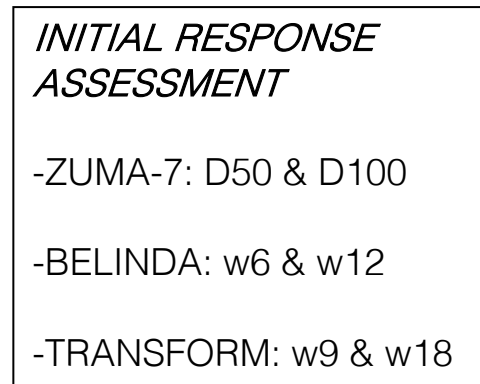 INITIAL RESPONSE
ASSESSMENT
-ZUMA-7: D50 & D100
-BELINDA: w6 & w12
-TRANSFORM: w9 & w18